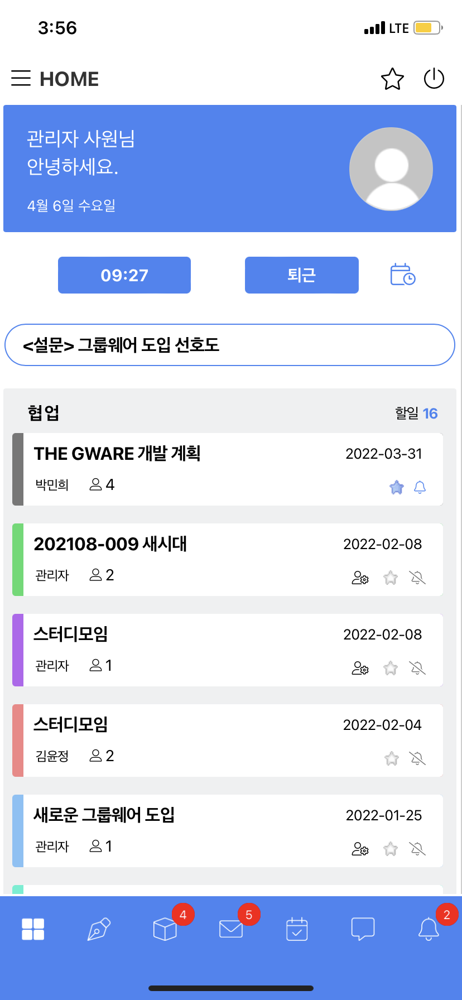 3:56 LTE
HOME
관리자 사원님
안녕하세요.
4월 6일 수요일
09:27 퇴근
<설문> 그룹웨어 도입 선호도
협업 할일 16
THE GWARE 개발 계획 2022-03-31
박민희 4
202108-009 새시대 2022-02-08
관리자 2
스터디모임 2022-02-08
관리자 1
스터디모임 2022-02-04
김윤정 2
새로운 그룹웨어 도입 2022-01-25
관리자 1
4 5 2